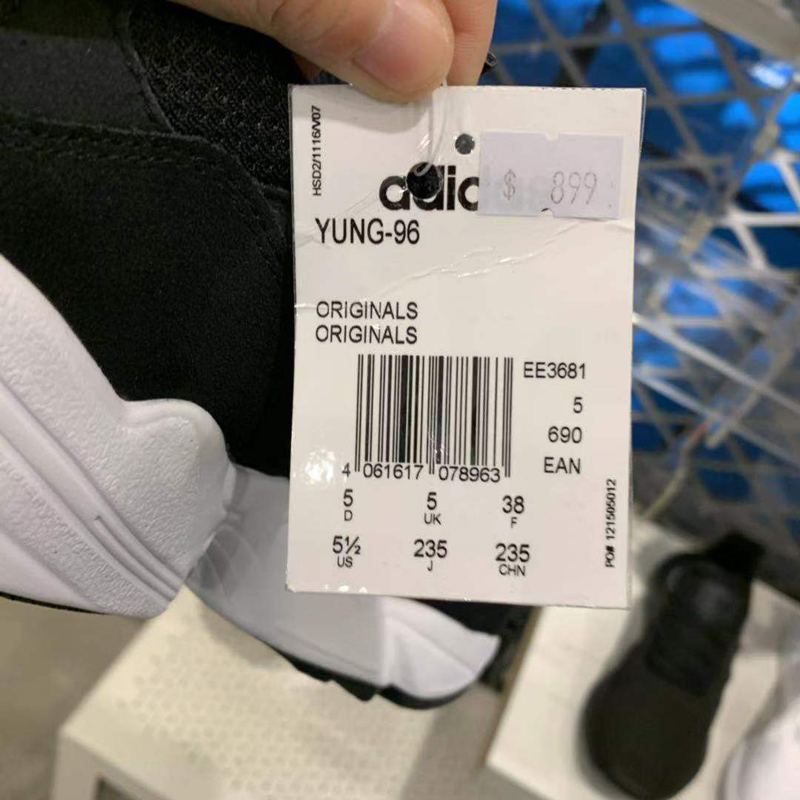 HSD2/1116/V07
adidas
$ 899
YUNG-96
ORIGINALS
ORIGINALS
EE3681
5
690
EAN
4 061617 078963
5 5 38
D UK F
5½ 235 235
US J CHN
PO# 121505012